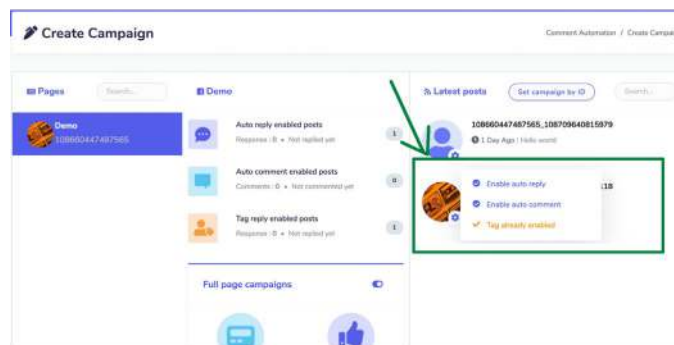 Create Campaign
Comment Automation / Create Campai
Pages
Search...
Demo
108660447487565
Demo
Auto reply enabled posts
Response : 0 • Not replied yet
1
Auto comment enabled posts
Comments : 0 • Not commented yet
0
Tag reply enabled posts
Response : 0 • Not replied yet
1
Full page campaigns
Latest posts
Set campaign by ID
Search...
108660447487565_108709640815979
1 Day Ago : Hello world
Enable auto reply
:18
Enable auto comment
Tag already enabled